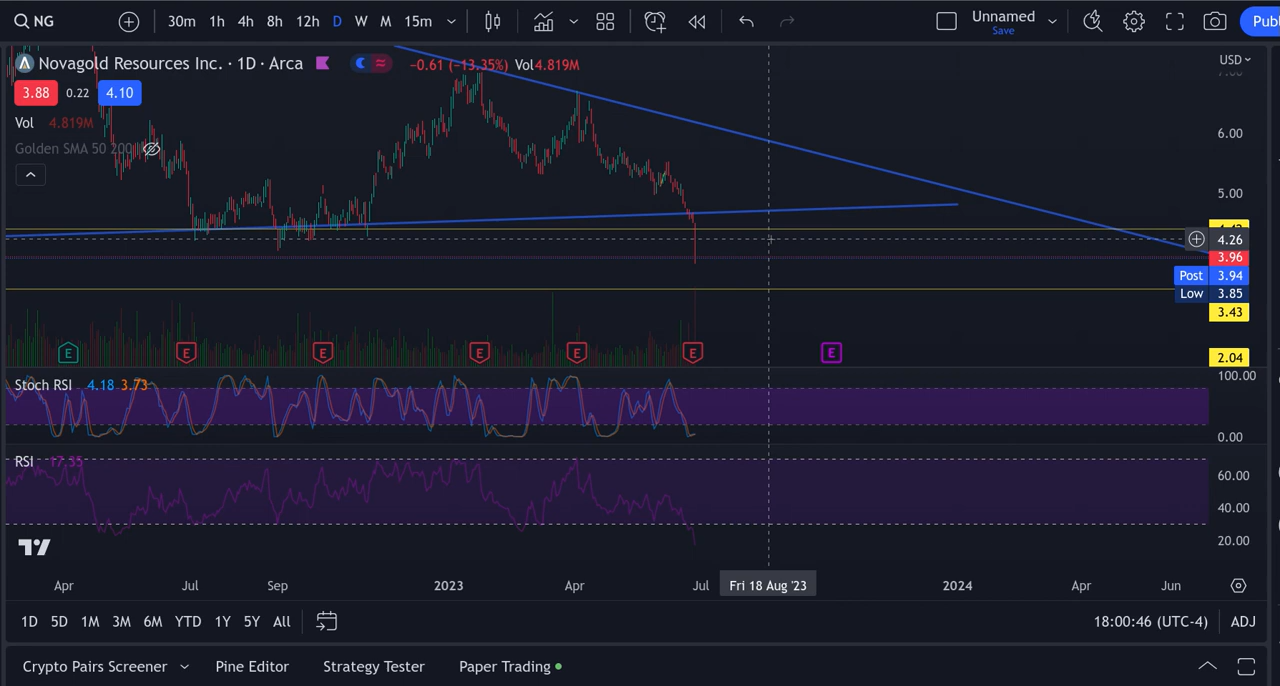 NG 30m 1h 4h 8h 12h D W M 15m Unnamed Save Publ
Novagold Resources Inc. · 1D · Arca −0.61 (−13.35%) Vol4.819M USD
3.88 0.22 4.10
Vol 4.819M
Golden SMA 50 200
7.00
6.00
5.00
4.26
3.96
Post 3.94
Low 3.85
3.43
2.04
E E E E E E E
Stoch RSI 4.18 3.73
100.00
0.00
RSI 17.35
60.00
40.00
20.00
Apr Jul Sep 2023 Apr Jul Fri 18 Aug '23 2024 Apr Jun
1D 5D 1M 3M 6M YTD 1Y 5Y All 18:00:46 (UTC-4) ADJ
Crypto Pairs Screener Pine Editor Strategy Tester Paper Trading